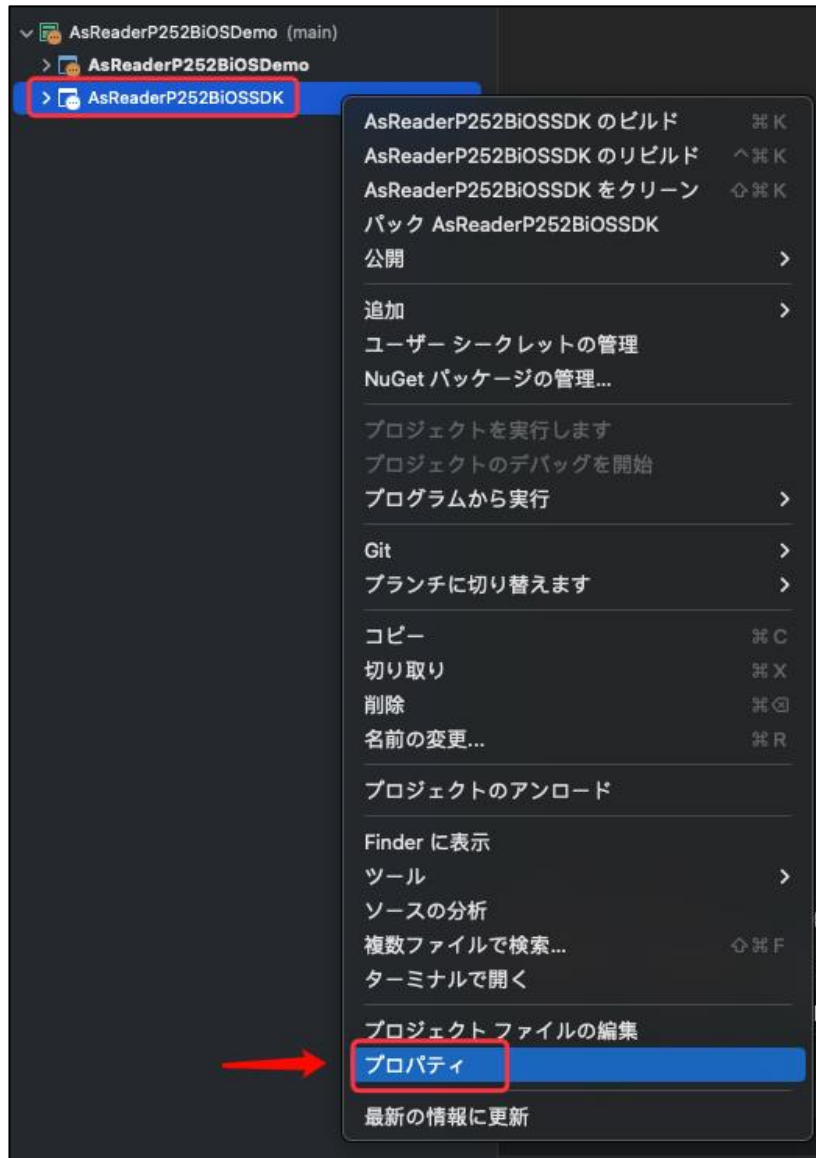 AsReaderP252BiOSDemo (main)
AsReaderP252BiOSDemo
AsReaderP252BiOSSDK
AsReaderP252BiOSSDK のビルド ⌘ K
AsReaderP252BiOSSDK のリビルド ^⌘ K
AsReaderP252BiOSSDK をクリーン ⇧⌘ K
パック AsReaderP252BiOSSDK
公開
追加
ユーザー シークレットの管理
NuGet パッケージの管理...
プロジェクトを実行します
プロジェクトのデバッグを開始
プログラムから実行
Git
ブランチに切り替えます
コピー ⌘ C
切り取り ⌘ X
削除 ⌘⌫
名前の変更... ⌘ R
プロジェクトのアンロード
Finder に表示
ツール
ソースの分析
複数ファイルで検索... ⇧⌘ F
ターミナルで開く
プロジェクト ファイルの編集
プロパティ
最新の情報に更新